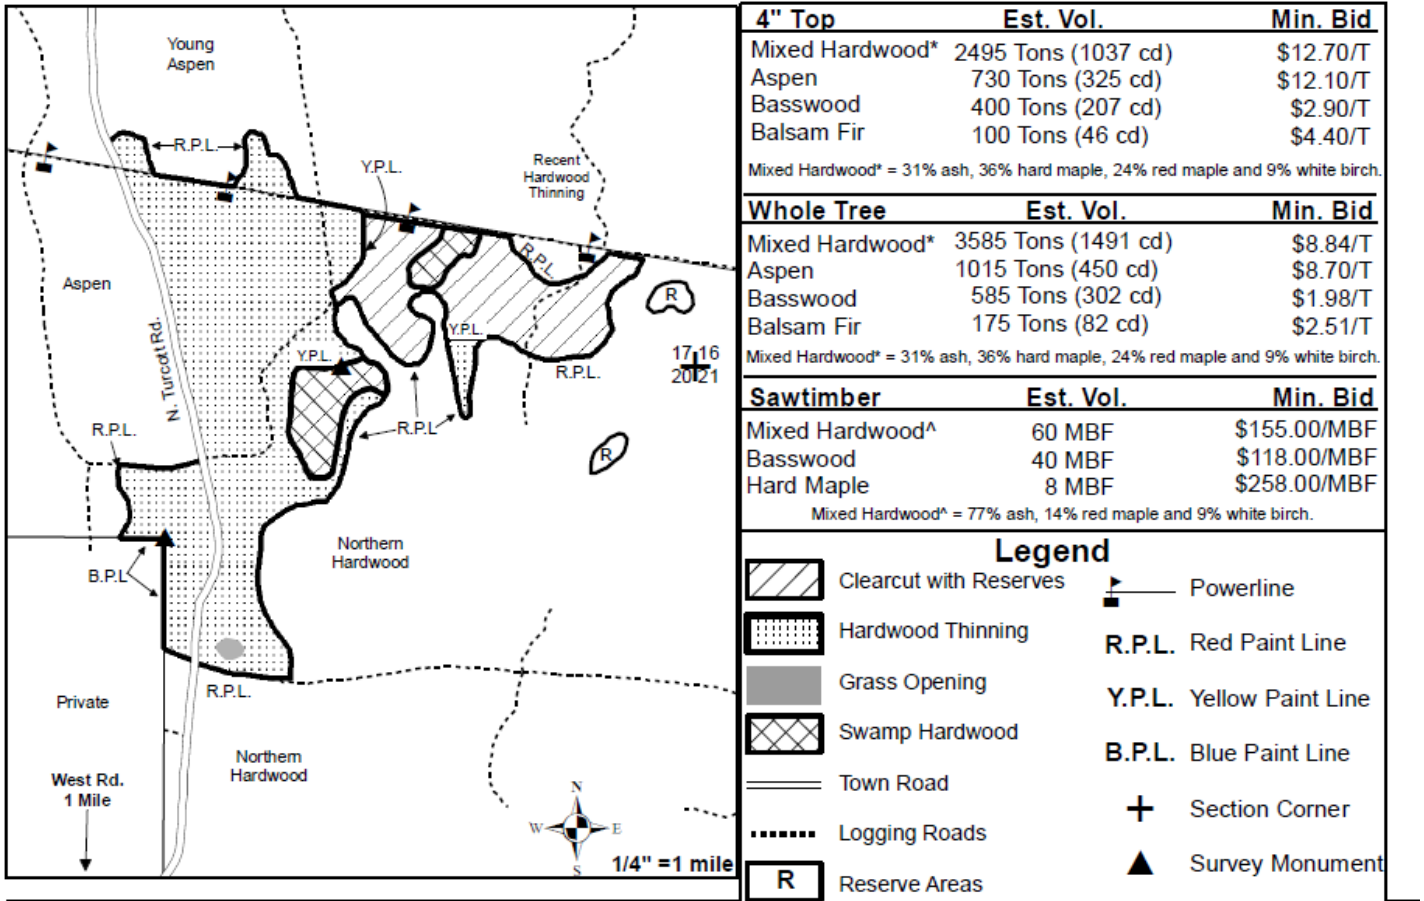 Young
Aspen
R.P.L.
Y.P.L.
Recent
Hardwood
Thinning
R.P.L.
Aspen
R
N. Turcat Rd.
Y.P.L.
Y.P.L.
17 16
20 21
R.P.L.
R.P.L.
R.P.L
R
B.P.L
Northern
Hardwood
R.P.L.
Private
Northern
Hardwood
West Rd.
1 Mile
N
W E
S
1/4" =1 mile
4" Top Est. Vol. Min. Bid
Mixed Hardwood* 2495 Tons (1037 cd) $12.70/T
Aspen 730 Tons (325 cd) $12.10/T
Basswood 400 Tons (207 cd) $2.90/T
Balsam Fir 100 Tons (46 cd) $4.40/T
Mixed Hardwood* = 31% ash, 36% hard maple, 24% red maple and 9% white birch.
Whole Tree Est. Vol. Min. Bid
Mixed Hardwood* 3585 Tons (1491 cd) $8.84/T
Aspen 1015 Tons (450 cd) $8.70/T
Basswood 585 Tons (302 cd) $1.98/T
Balsam Fir 175 Tons (82 cd) $2.51/T
Mixed Hardwood* = 31% ash, 36% hard maple, 24% red maple and 9% white birch.
Sawtimber Est. Vol. Min. Bid
Mixed Hardwood^ 60 MBF $155.00/MBF
Basswood 40 MBF $118.00/MBF
Hard Maple 8 MBF $258.00/MBF
Mixed Hardwood^ = 77% ash, 14% red maple and 9% white birch.
Legend
Clearcut with Reserves
Powerline
Hardwood Thinning
R.P.L. Red Paint Line
Grass Opening
Y.P.L. Yellow Paint Line
Swamp Hardwood
B.P.L. Blue Paint Line
Town Road
Section Corner
Logging Roads
Survey Monument
R Reserve Areas